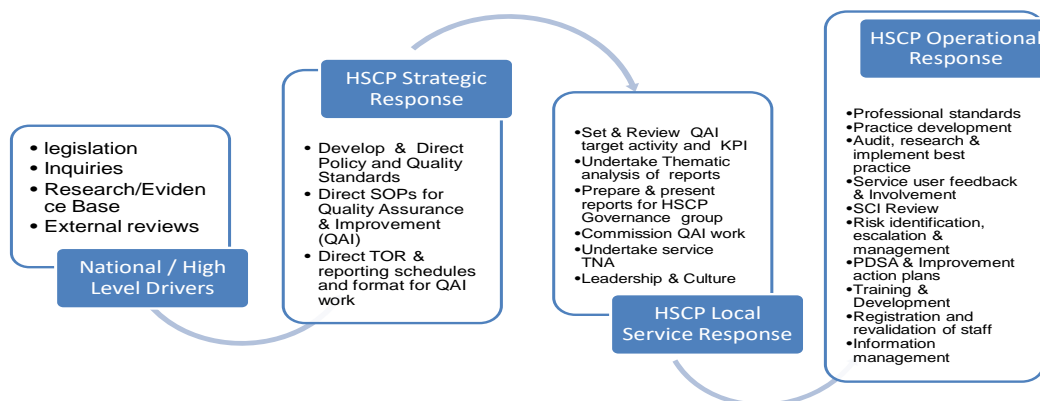 • legislation
• Inquiries
• Research/Eviden
ce Base
• External reviews
National / High
Level Drivers
HSCP Strategic
Response
• Develop & Direct
Policy and Quality
Standards
• Direct SOPs for
Quality Assurance
& Improvement
(QAI)
• Direct TOR &
reporting schedules
and format for QAI
work
•Set & Review QAI
target activity and KPI
•Undertake Thematic
analysis of reports
•Prepare & present
reports for HSCP
Governance group
•Commission QAI work
•Undertake service
TNA
•Leadership & Culture
HSCP Local
Service Response
HSCP Operational
Response
•Professional standards
•Practice development
•Audit, research &
implement best
practice
•Service user feedback
& Involvement
•SCI Review
•Risk identification,
escalation &
management
•PDSA & Improvement
action plans
•Training &
Development
•Registration and
revalidation of staff
•Information
management